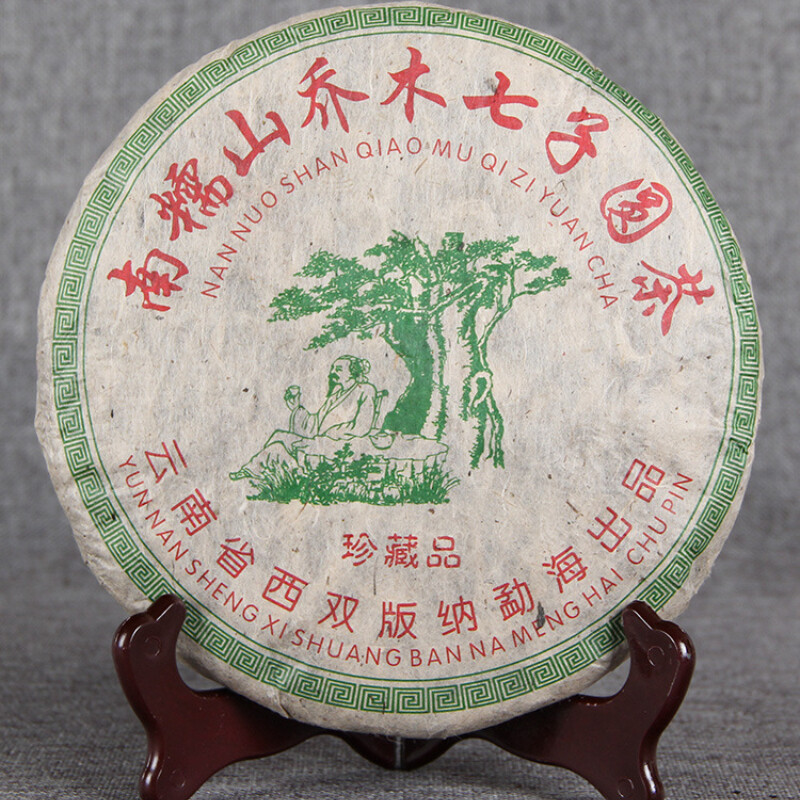 南糯山乔木七子圆茶
NAN NUO SHAN QIAO MU QI ZI YUAN CHA
珍藏品
云南省西双版纳勐海出品
YUN NAN SHENG XI SHUANG BAN NA MENG HAI CHU PIN